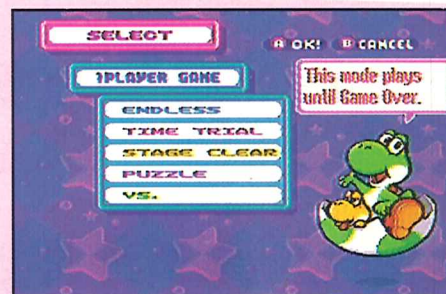 SELECT
A OK! B CANCEL
1PLAYER GAME
This mode plays
until Game Over.
ENDLESS
TIME TRIAL
STAGE CLEAR
PUZZLE
VS.